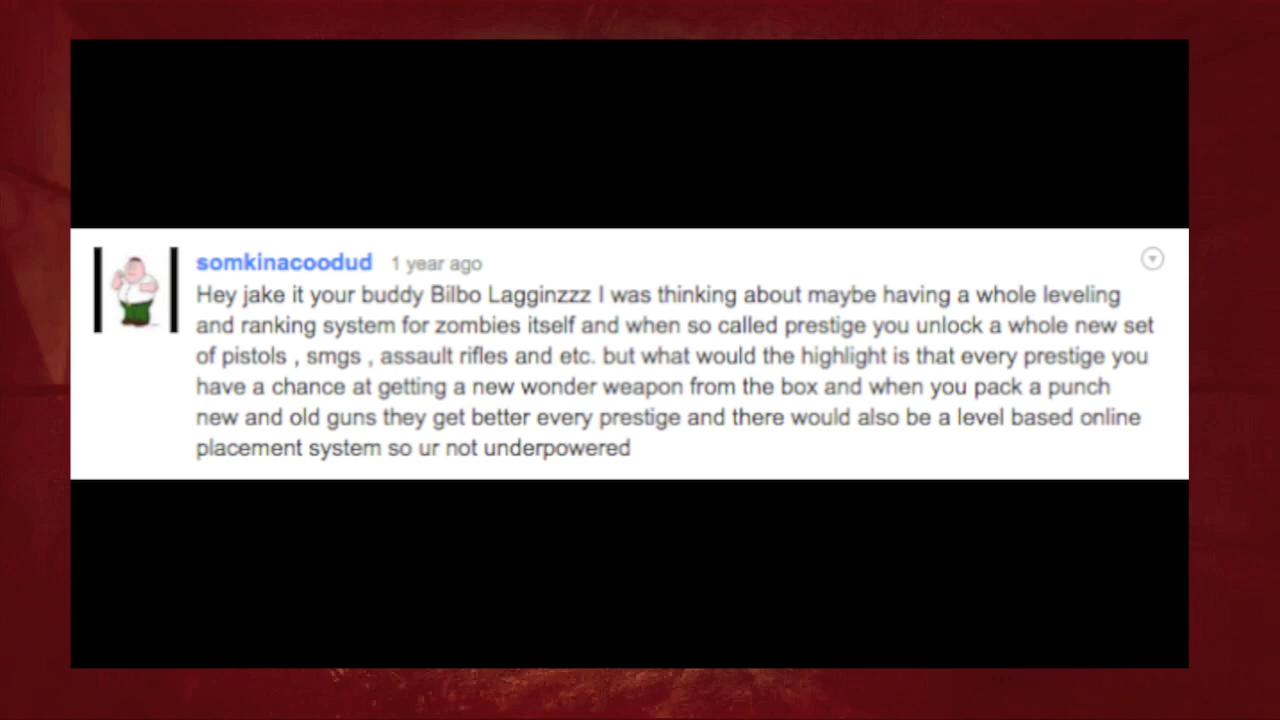 somkinacoodud 1 year ago
Hey jake it your buddy Bilbo Lagginzzz I was thinking about maybe having a whole leveling
and ranking system for zombies itself and when so called prestige you unlock a whole new set
of pistols , smgs , assault rifles and etc. but what would the highlight is that every prestige you
have a chance at getting a new wonder weapon from the box and when you pack a punch
new and old guns they get better every prestige and there would also be a level based online
placement system so ur not underpowered